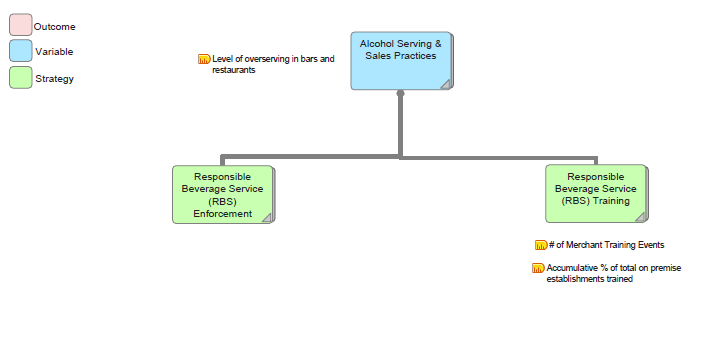 Outcome
Variable
Strategy
Alcohol Serving &
Sales Practices
Level of overserving in bars and
restaurants
Responsible
Beverage Service
(RBS)
Enforcement
Responsible
Beverage Service
(RBS) Training
# of Merchant Training Events
Accumulative % of total on premise
establishments trained